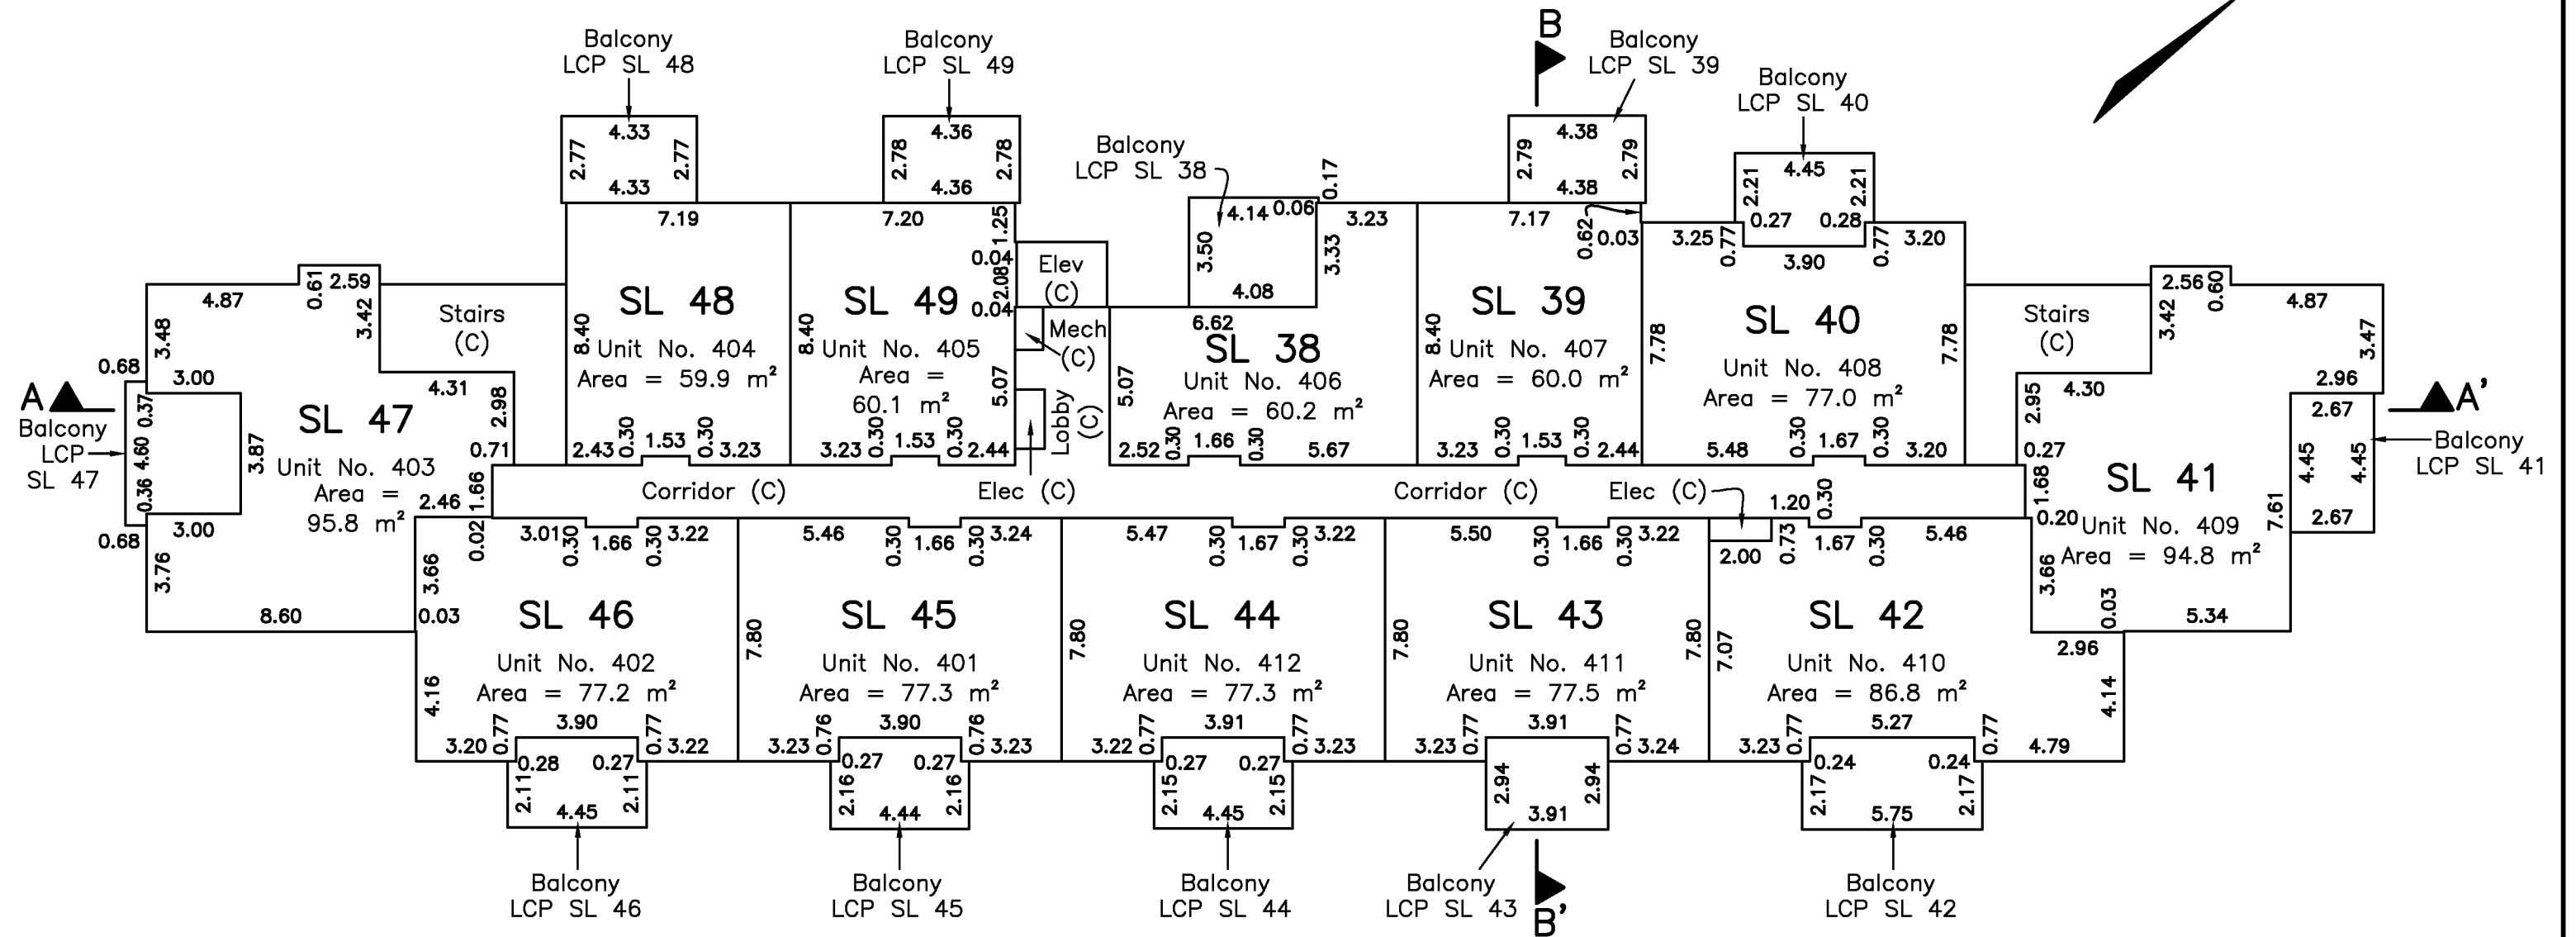 B
Balcony
LCP SL 48
Balcony
LCP SL 49
Balcony
LCP SL 39
Balcony
LCP SL 40
Balcony
LCP SL 38
4.33
2.77
2.77
4.33
4.36
2.78
2.78
4.36
4.38
2.79
2.79
4.38
4.45
2.21
2.21
0.27
0.28
4.14
0.06
0.17
3.50
3.33
4.08
3.23
7.19
7.20
1.25
0.04
2.08
0.04
Elev
(C)
7.17
0.62
0.03
3.25
0.77
3.90
0.77
3.20
4.87
0.61
2.59
3.42
3.48
Stairs
(C)
SL 48
8.40
Unit No. 404
Area = 59.9 m²
SL 49
8.40
Unit No. 405
Area =
60.1 m²
5.07
Mech
(C)
Lobby
(C)
6.62
SL 38
5.07
Unit No. 406
Area = 60.2 m²
SL 39
8.40
Unit No. 407
Area = 60.0 m²
SL 40
7.78
7.78
Unit No. 408
Area = 77.0 m²
Stairs
(C)
2.56
0.60
3.42
4.87
3.47
2.96
A
0.68
3.00
Balcony
LCP
SL 47
0.37
4.60
0.36
0.68
3.00
3.87
SL 47
Unit No. 403
Area =
95.8 m²
4.31
2.98
0.71
2.46
1.66
3.76
8.60
2.43
0.30
1.53
0.30
3.23
3.23
0.30
1.53
0.30
2.44
2.52
0.30
1.66
0.30
5.67
3.23
0.30
1.53
0.30
2.44
5.48
0.30
1.67
0.30
3.20
Corridor (C)
Elec (C)
Corridor (C)
Elec (C)
4.30
2.95
0.27
1.68
0.20
SL 41
Unit No. 409
Area = 94.8 m²
7.61
2.67
4.45
4.45
2.67
A'
Balcony
LCP SL 41
3.66
0.03
5.34
2.96
4.14
0.02
3.01
0.30
1.66
0.30
3.22
3.66
0.03
SL 46
Unit No. 402
Area = 77.2 m²
4.16
3.20
0.77
3.90
0.77
3.22
0.28
0.27
2.11
2.11
4.45
5.46
0.30
1.66
0.30
3.24
7.80
SL 45
Unit No. 401
Area = 77.3 m²
3.23
0.76
3.90
0.76
3.23
0.27
0.27
2.16
2.16
4.44
5.47
0.30
1.67
0.30
3.22
7.80
SL 44
Unit No. 412
Area = 77.3 m²
3.22
0.77
3.91
0.77
3.23
0.27
0.27
2.15
2.15
4.45
5.50
0.30
1.66
0.30
3.22
7.80
7.80
SL 43
Unit No. 411
Area = 77.5 m²
3.23
0.77
3.91
0.77
3.24
2.94
2.94
3.91
2.00
0.73
1.20
0.30
1.67
0.30
5.46
7.07
SL 42
Unit No. 410
Area = 86.8 m²
3.23
0.77
5.27
0.77
4.79
0.24
0.24
2.17
2.17
5.75
Balcony
LCP SL 46
Balcony
LCP SL 45
Balcony
LCP SL 44
Balcony
LCP SL 43
B'
Balcony
LCP SL 42